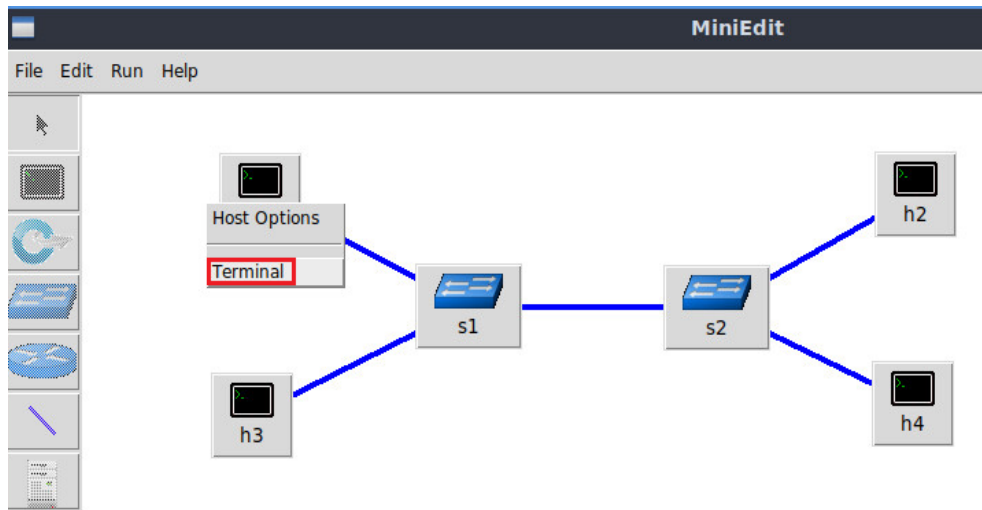 MiniEdit
File Edit Run Help
Host Options
h2
Terminal
s1
s2
h3
h4